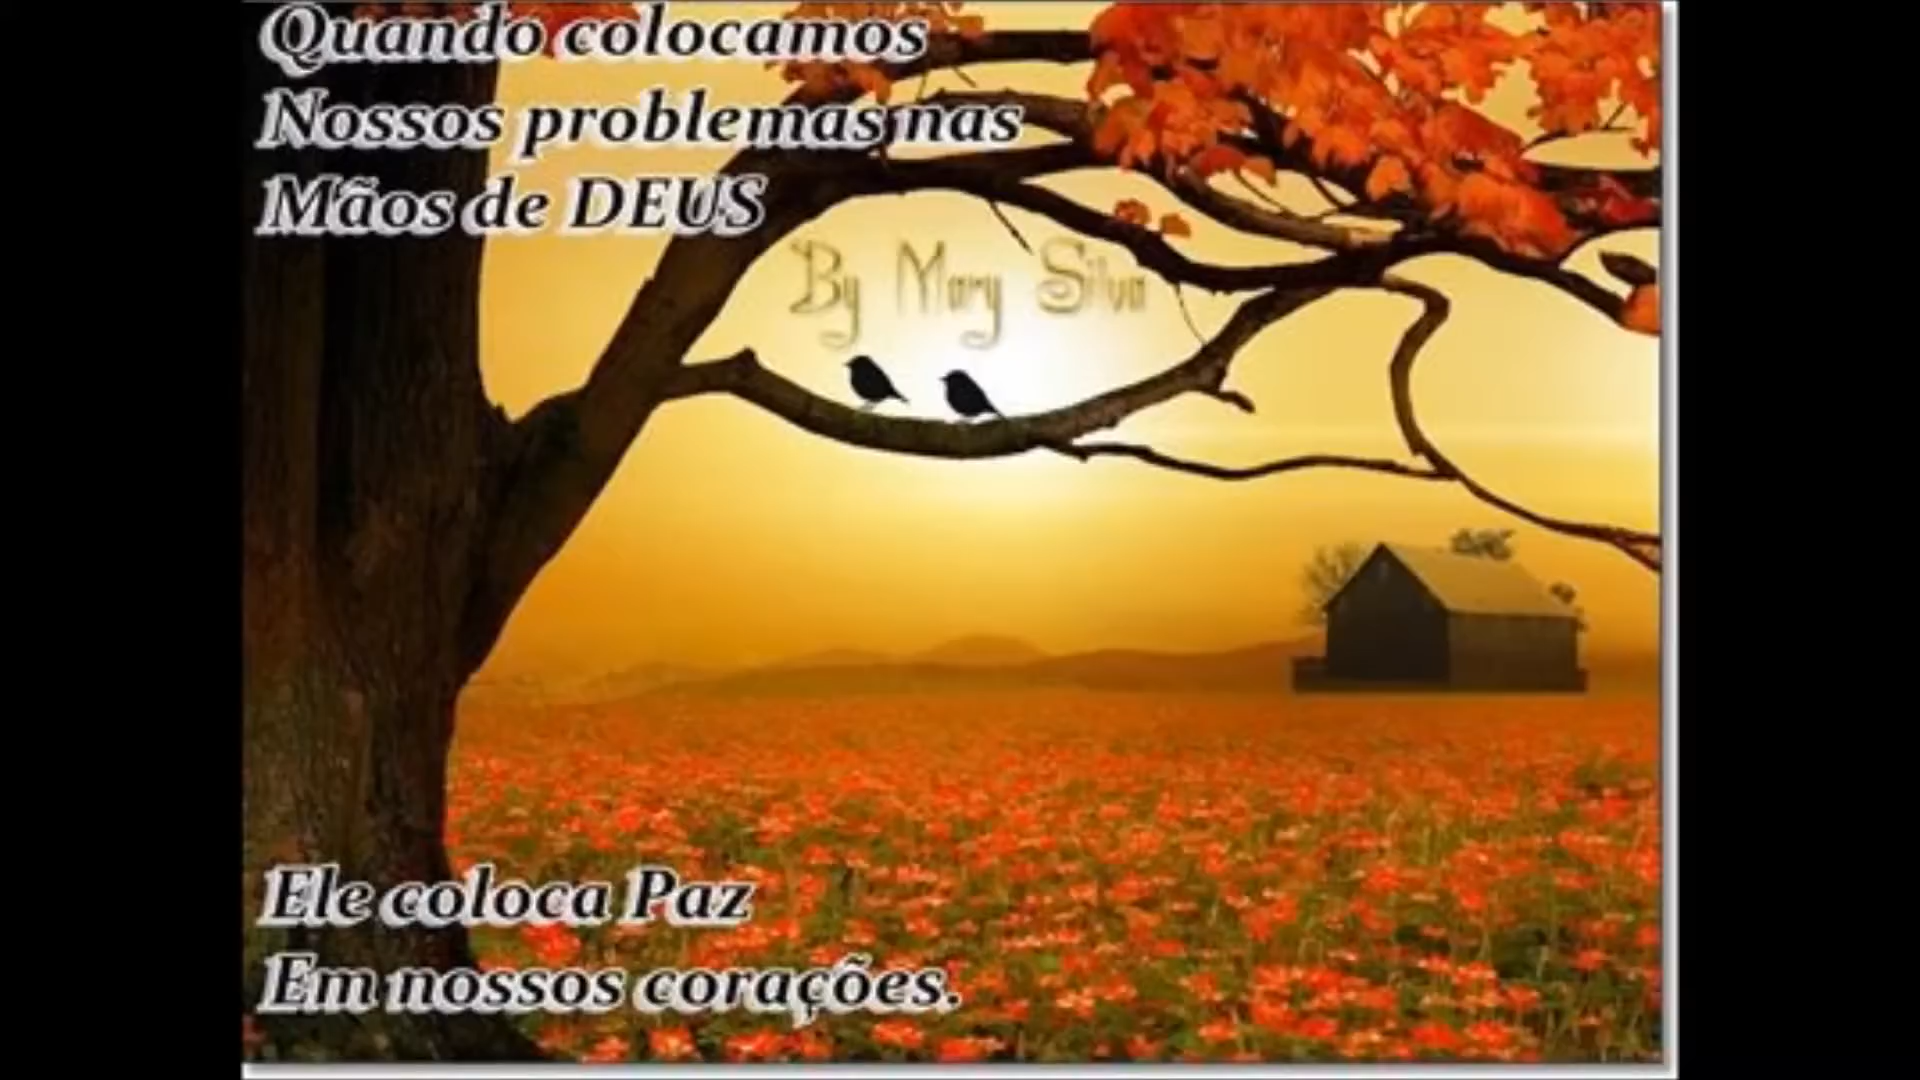 Quando colocamos
Nossos problemas nas
Mãos de DEUS
By Mary Silva
Ele coloca Paz
Em nossos corações.